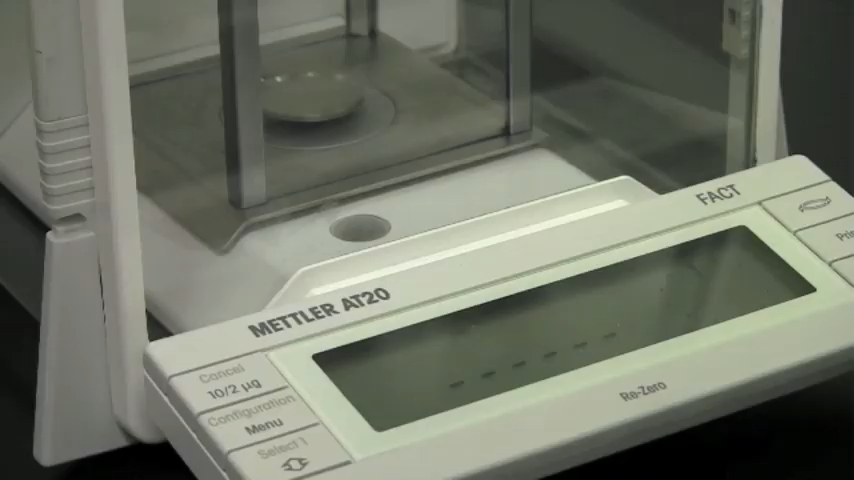 FACT
METTLER AT20
Cancel
10/2 µg
Configuration
Menu
Select 1
Re-Zero